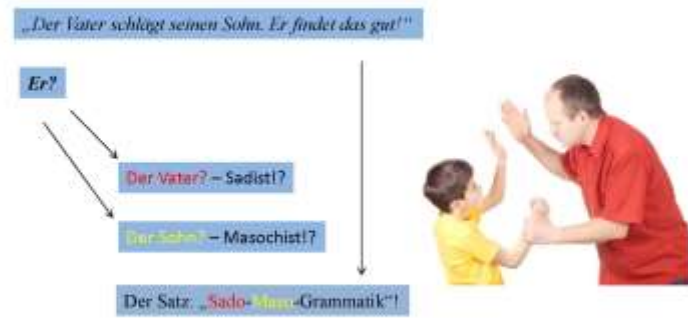 „Der Vater schlägt seinen Sohn. Er findet das gut!“
Er?
Der Vater? – Sadist!?
Der Sohn? – Masochist!?
Der Satz: „Sado-Maso-Grammatik“!